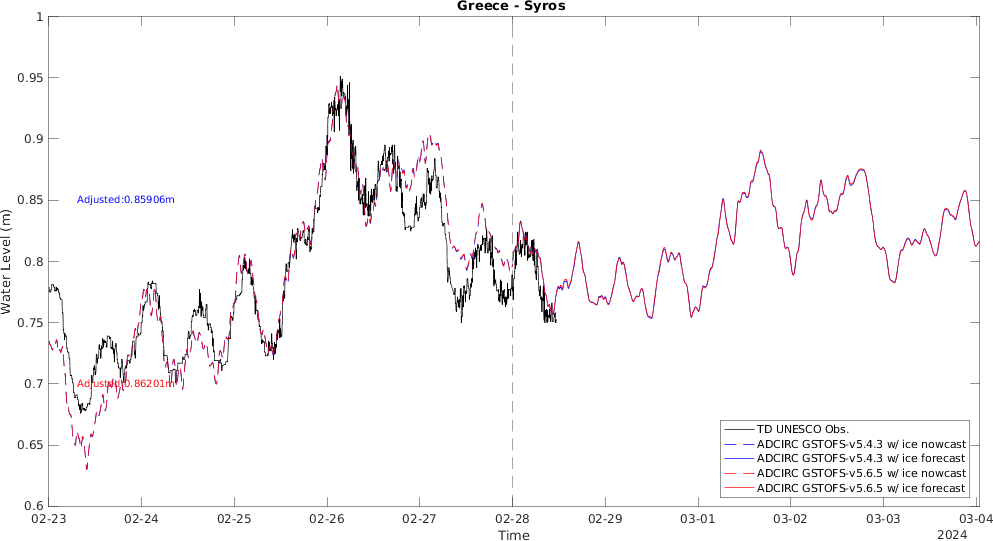 Greece - Syros
Water Level (m)
1
0.95
0.9
0.85
0.8
0.75
0.7
0.65
0.6
Adjusted:0.85906m
Adjusted:0.86201m
TD UNESCO Obs.
ADCIRC GSTOFS-v5.4.3 w/ ice nowcast
ADCIRC GSTOFS-v5.4.3 w/ ice forecast
ADCIRC GSTOFS-v5.6.5 w/ ice nowcast
ADCIRC GSTOFS-v5.6.5 w/ ice forecast
02-23 02-24 02-25 02-26 02-27 02-28 02-29 03-01 03-02 03-03 03-04
Time
2024